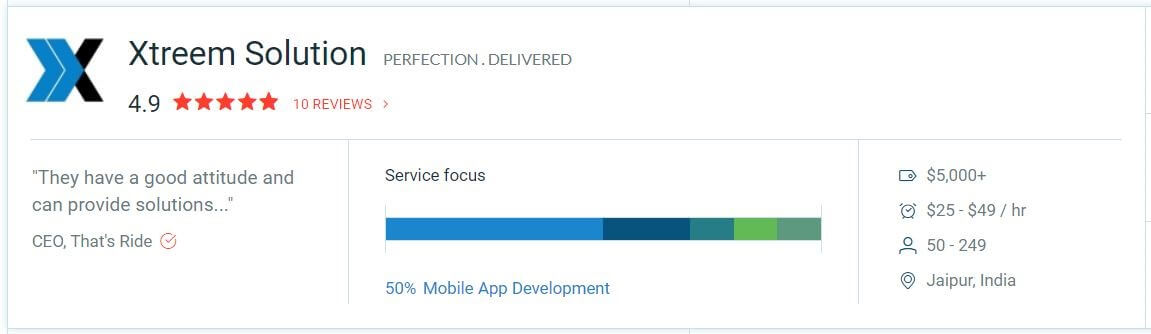 Xtreem Solution PERFECTION . DELIVERED
4.9 10 REVIEWS >
"They have a good attitude and
can provide solutions..."
CEO, That's Ride
Service focus
50% Mobile App Development
$5,000+
$25 - $49 / hr
50 - 249
Jaipur, India